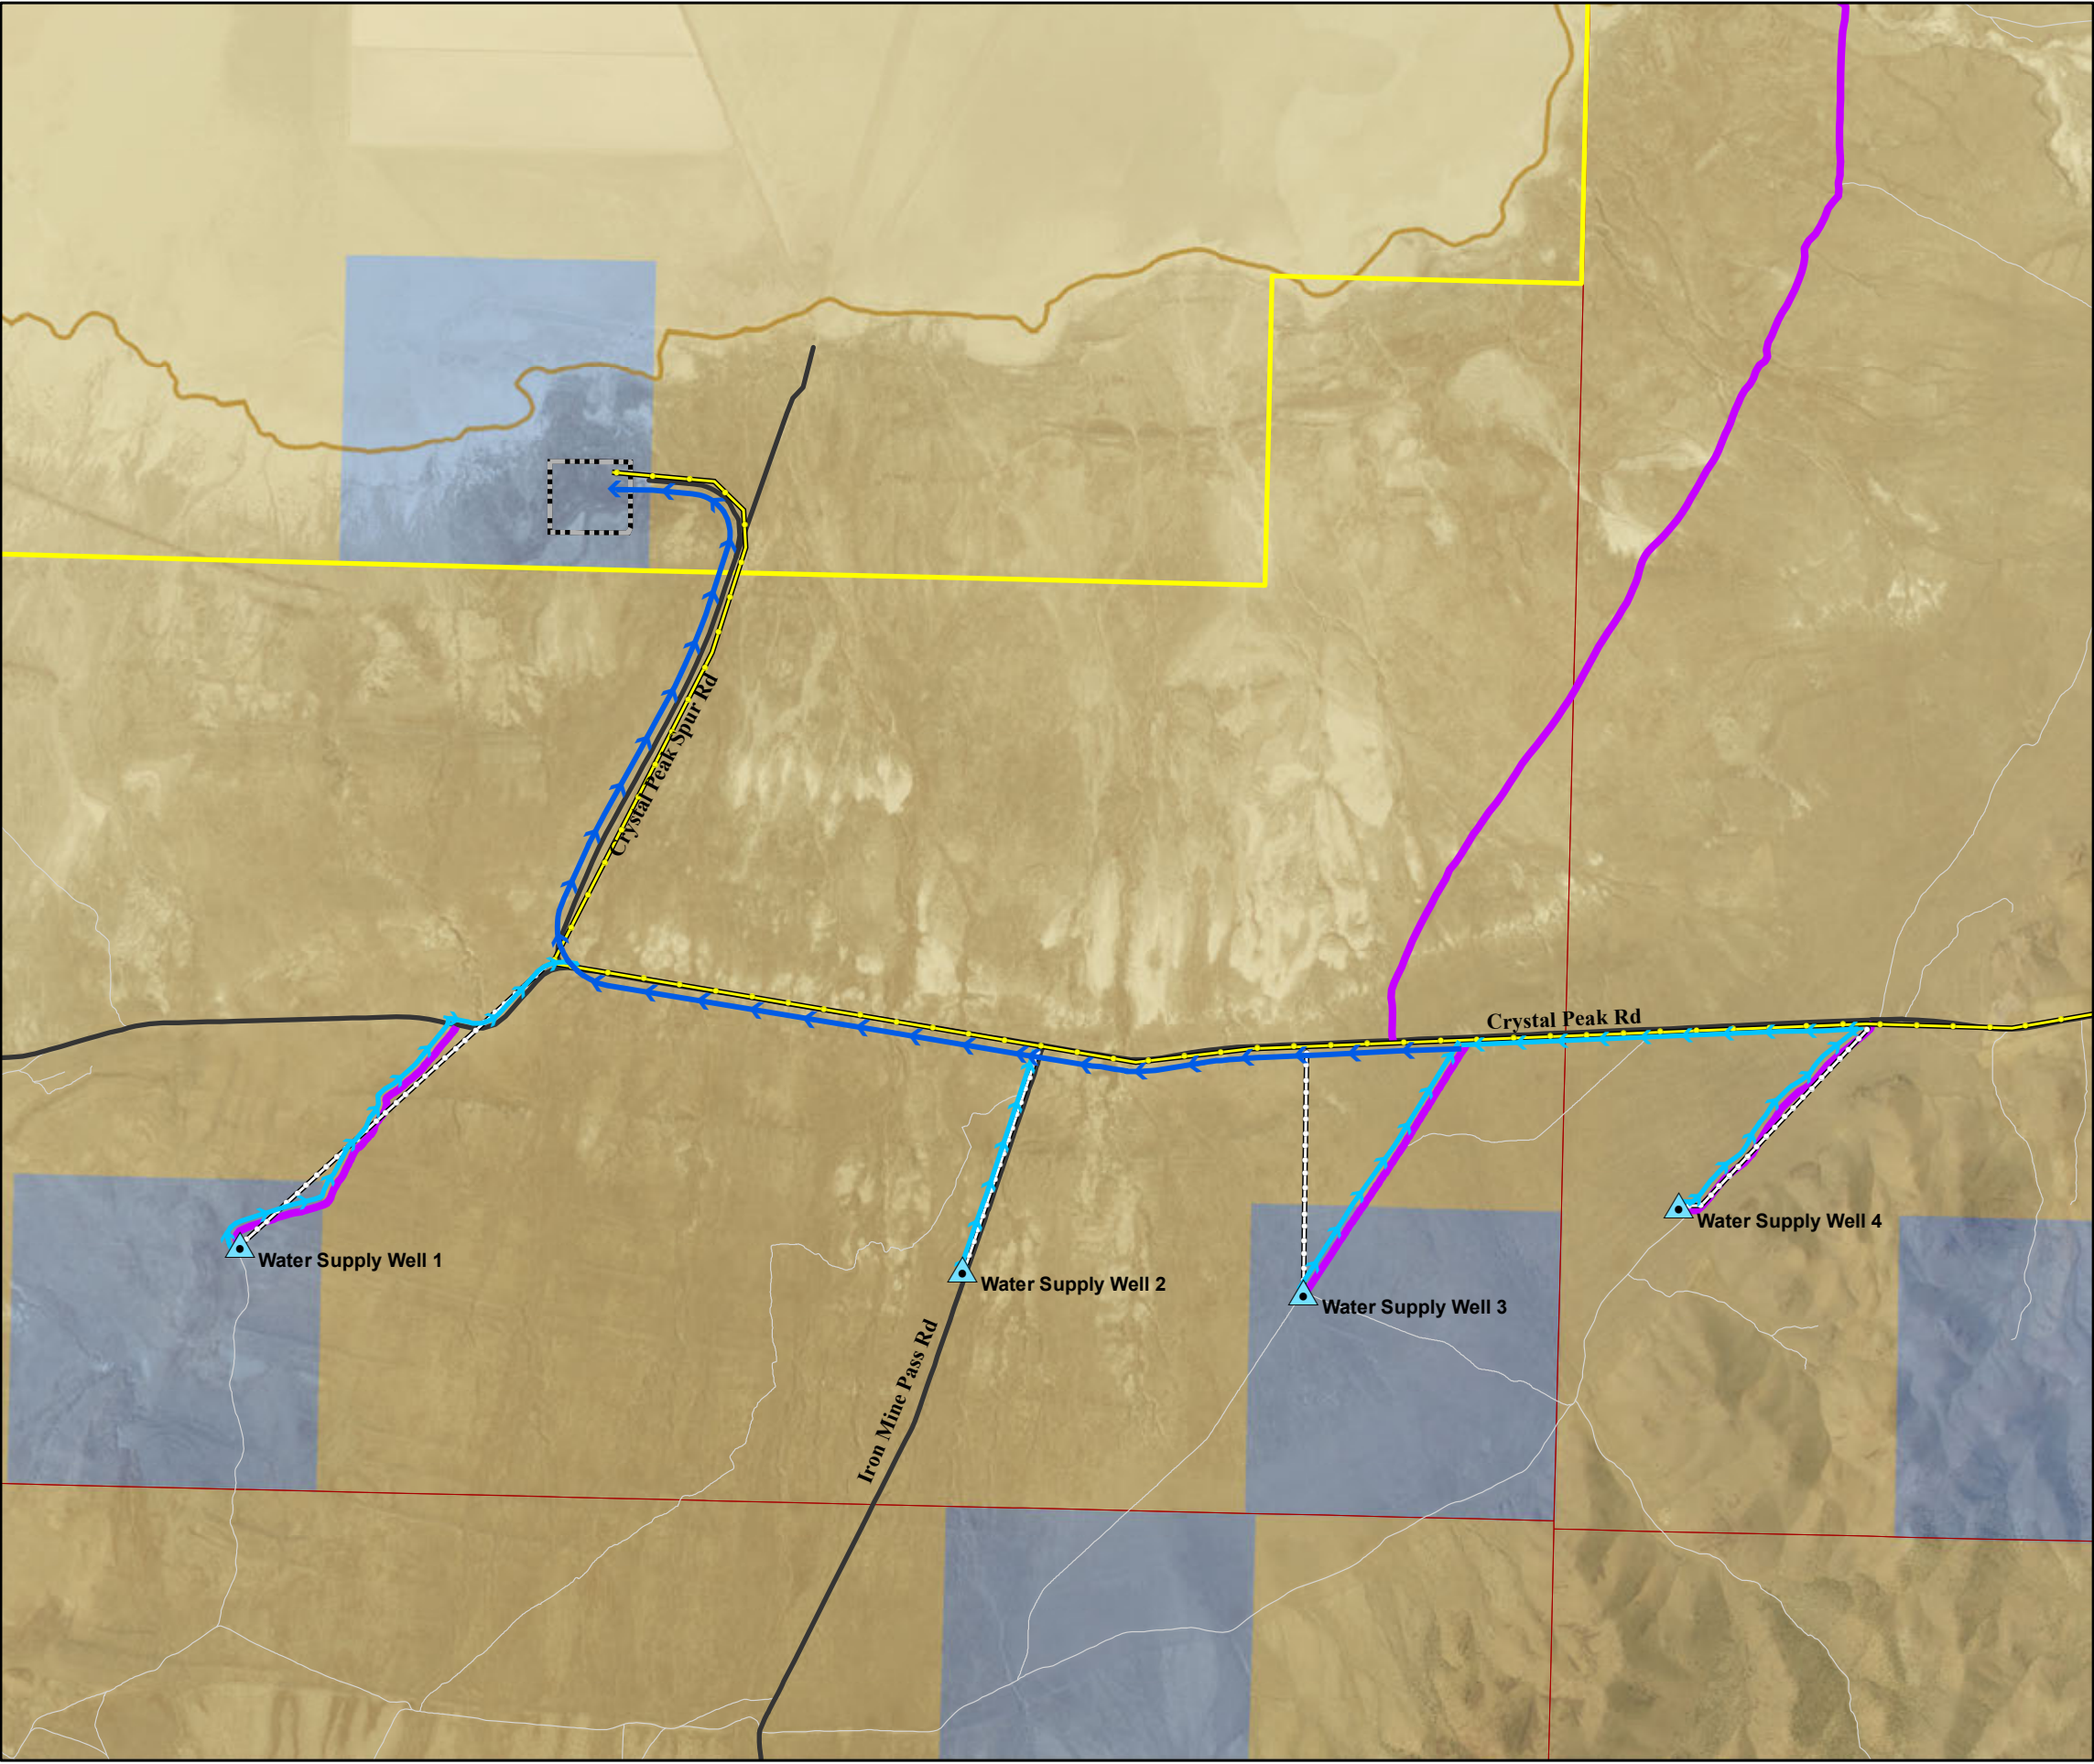 Crystal Peak Spur Rd
Crystal Peak Rd
Water Supply Well 4
Water Supply Well 1
Water Supply Well 2
Water Supply Well 3
Iron Mine Pass Rd